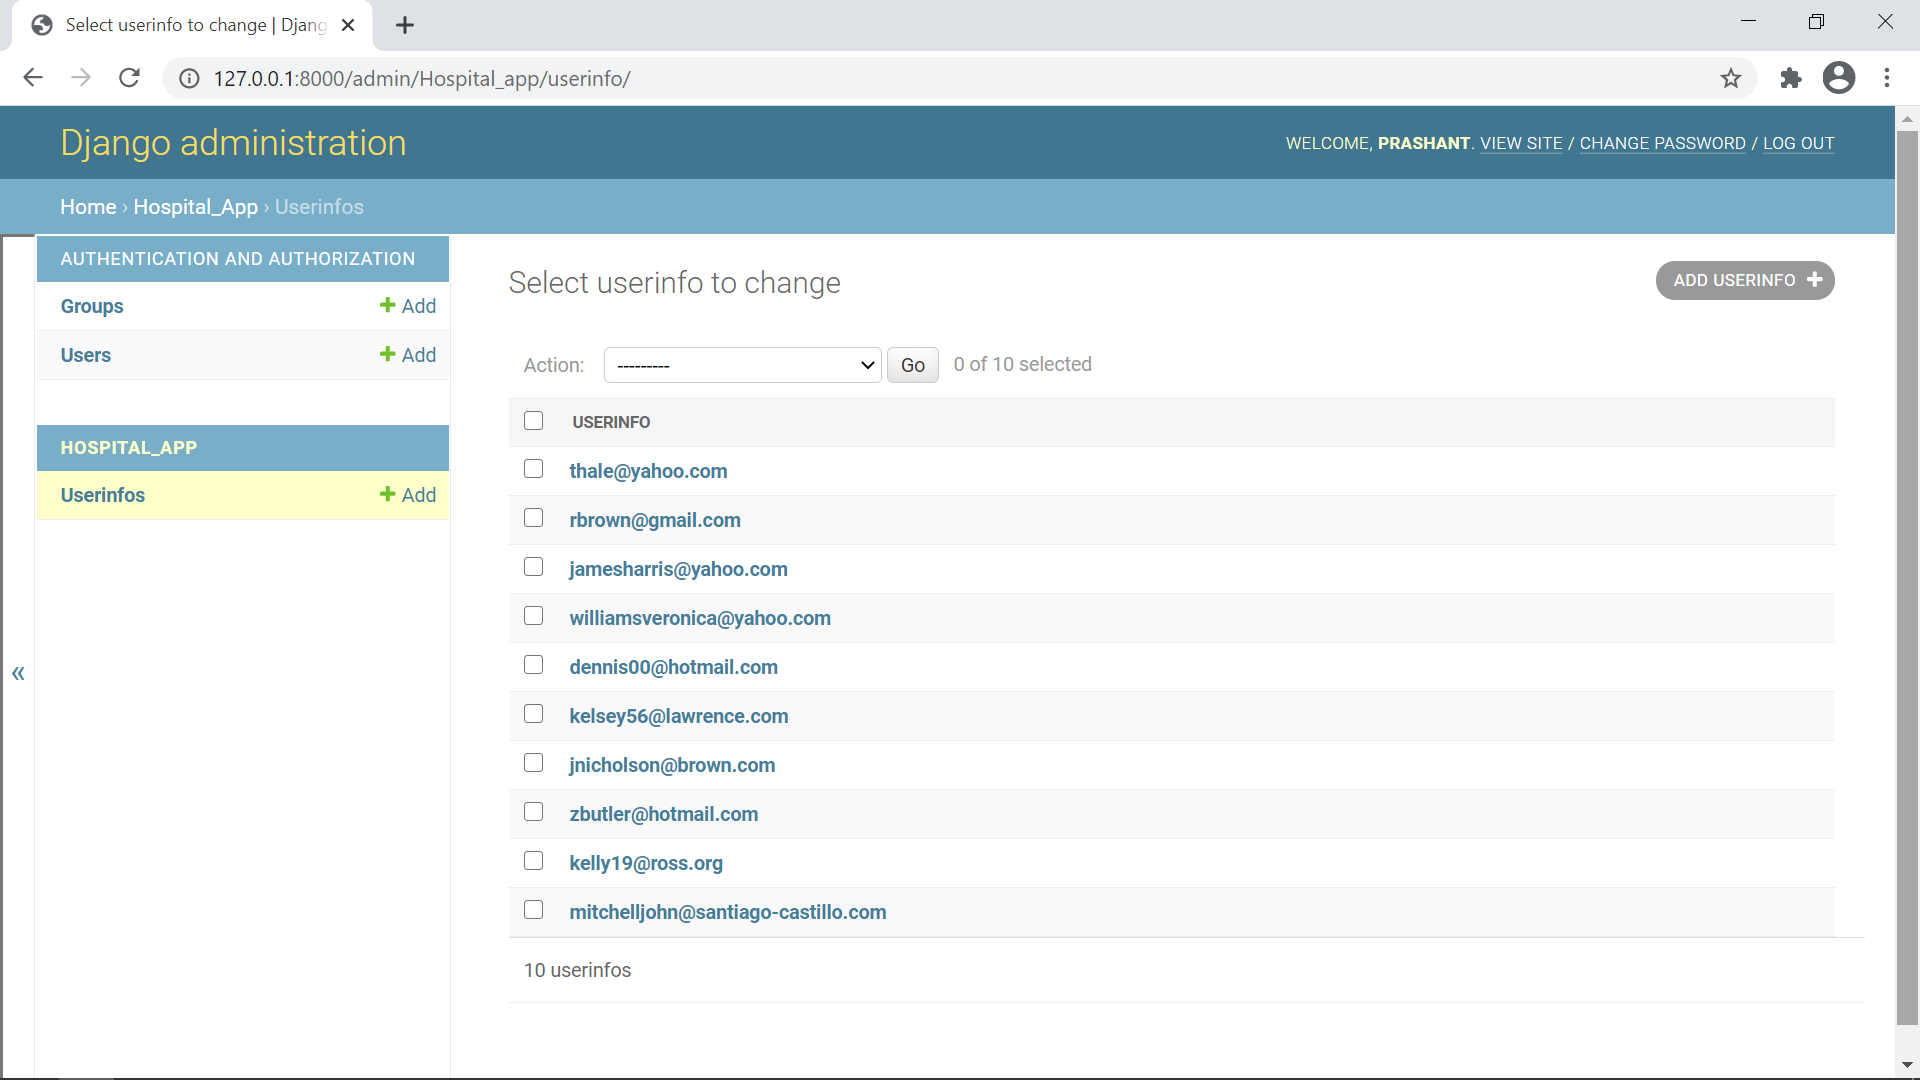 Select userinfo to change | Djang
127.0.0.1:8000/admin/Hospital_app/userinfo/
Django administration
WELCOME, PRASHANT. VIEW SITE / CHANGE PASSWORD / LOG OUT
Home › Hospital_App › Userinfos
AUTHENTICATION AND AUTHORIZATION
Groups + Add
Users + Add
HOSPITAL_APP
Userinfos + Add
«
Select userinfo to change
ADD USERINFO +
Action: --------- Go 0 of 10 selected
USERINFO
thale@yahoo.com
rbrown@gmail.com
jamesharris@yahoo.com
williamsveronica@yahoo.com
dennis00@hotmail.com
kelsey56@lawrence.com
jnicholson@brown.com
zbutler@hotmail.com
kelly19@ross.org
mitchelljohn@santiago-castillo.com
10 userinfos